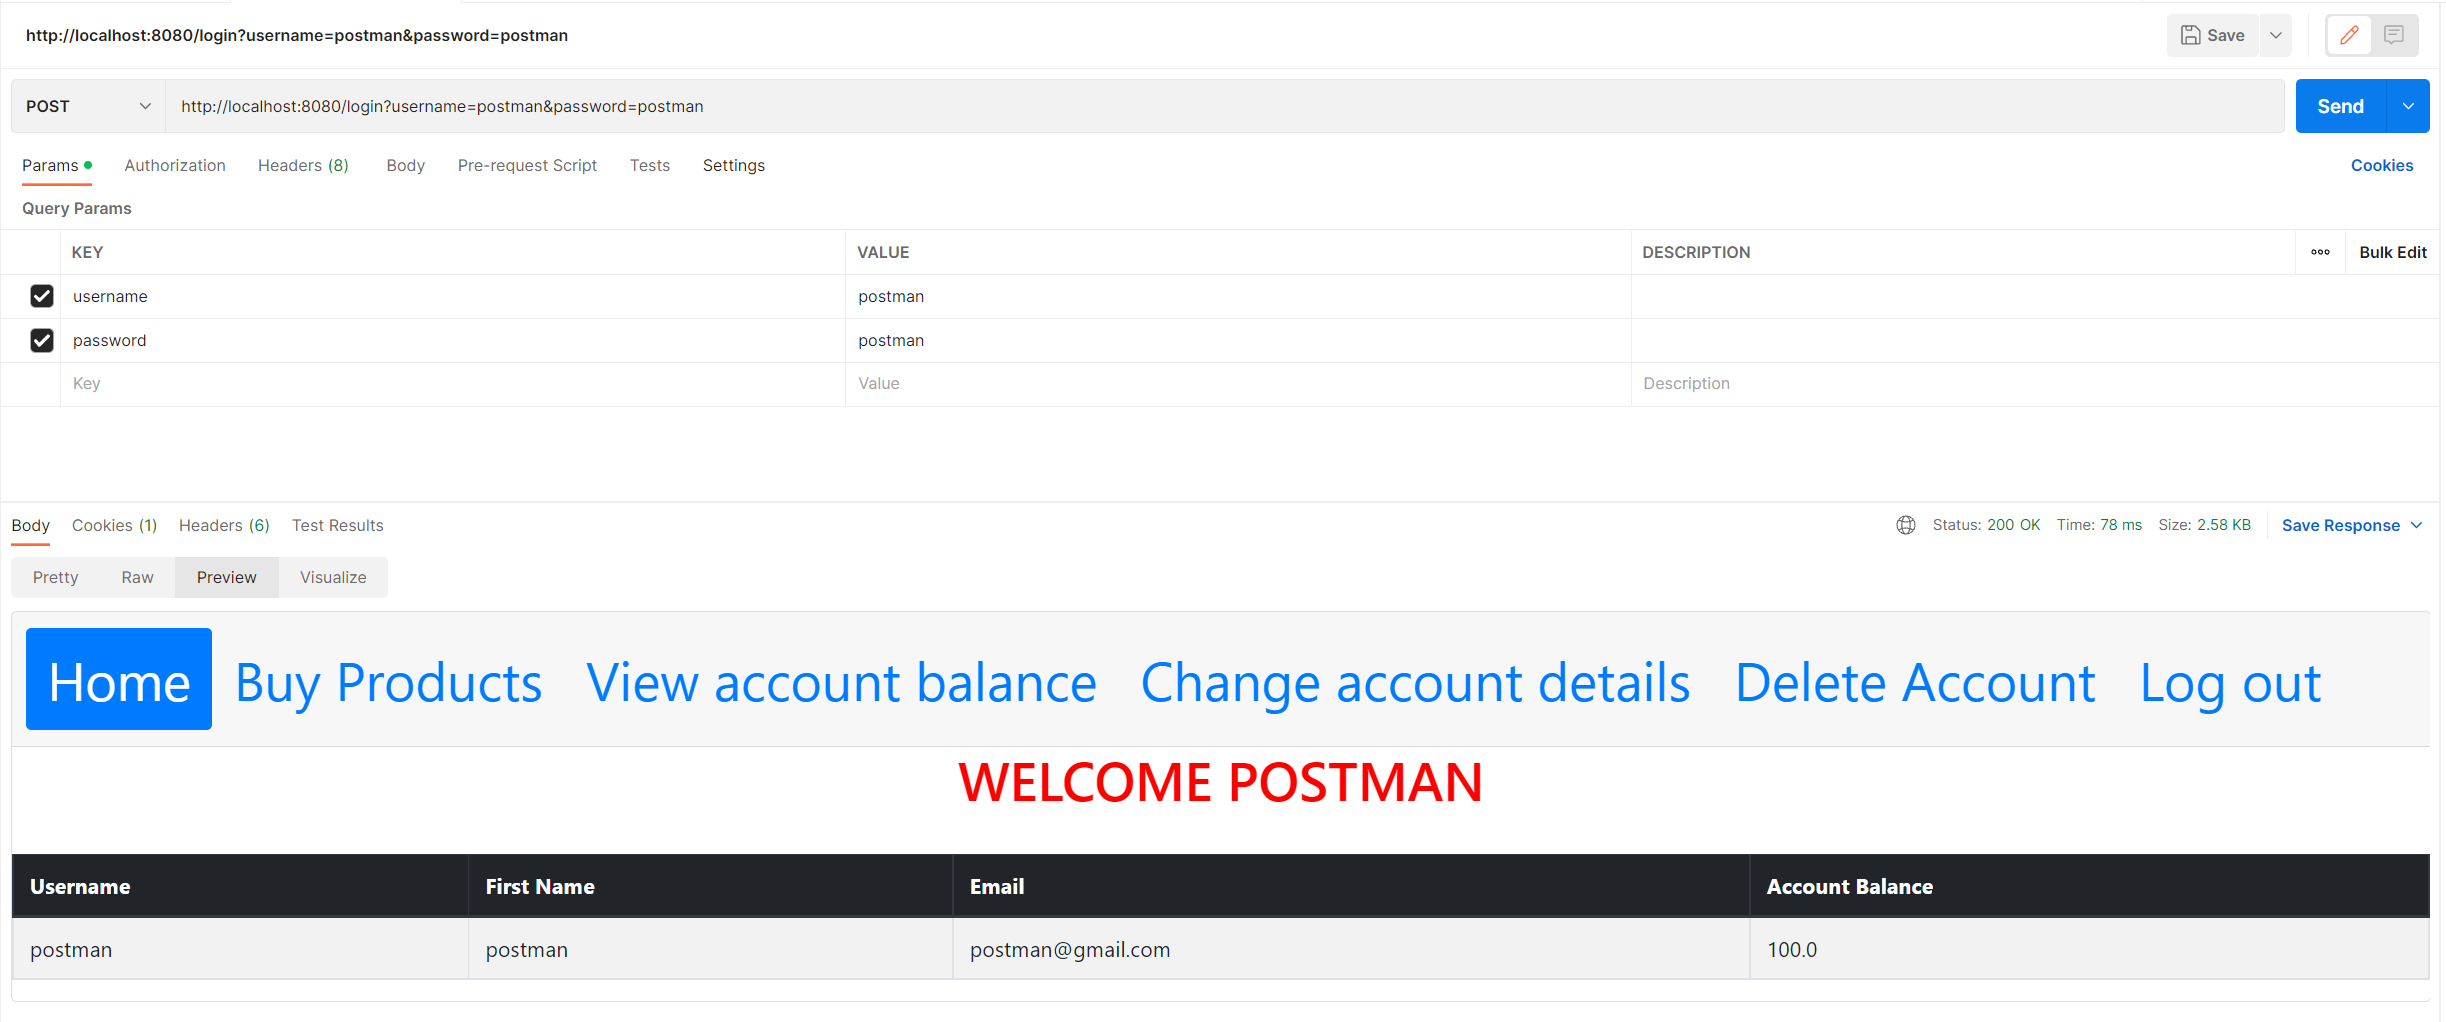 http://localhost:8080/login?username=postman&password=postman Save
POST http://localhost:8080/login?username=postman&password=postman Send
Params Authorization Headers (8) Body Pre-request Script Tests Settings Cookies
Query Params
KEY VALUE DESCRIPTION Bulk Edit
username postman
password postman
Key Value Description
Body Cookies (1) Headers (6) Test Results Status: 200 OK Time: 78 ms Size: 2.58 KB Save Response
Pretty Raw Preview Visualize
Home Buy Products View account balance Change account details Delete Account Log out
WELCOME POSTMAN
Username First Name Email Account Balance
postman postman postman@gmail.com 100.0